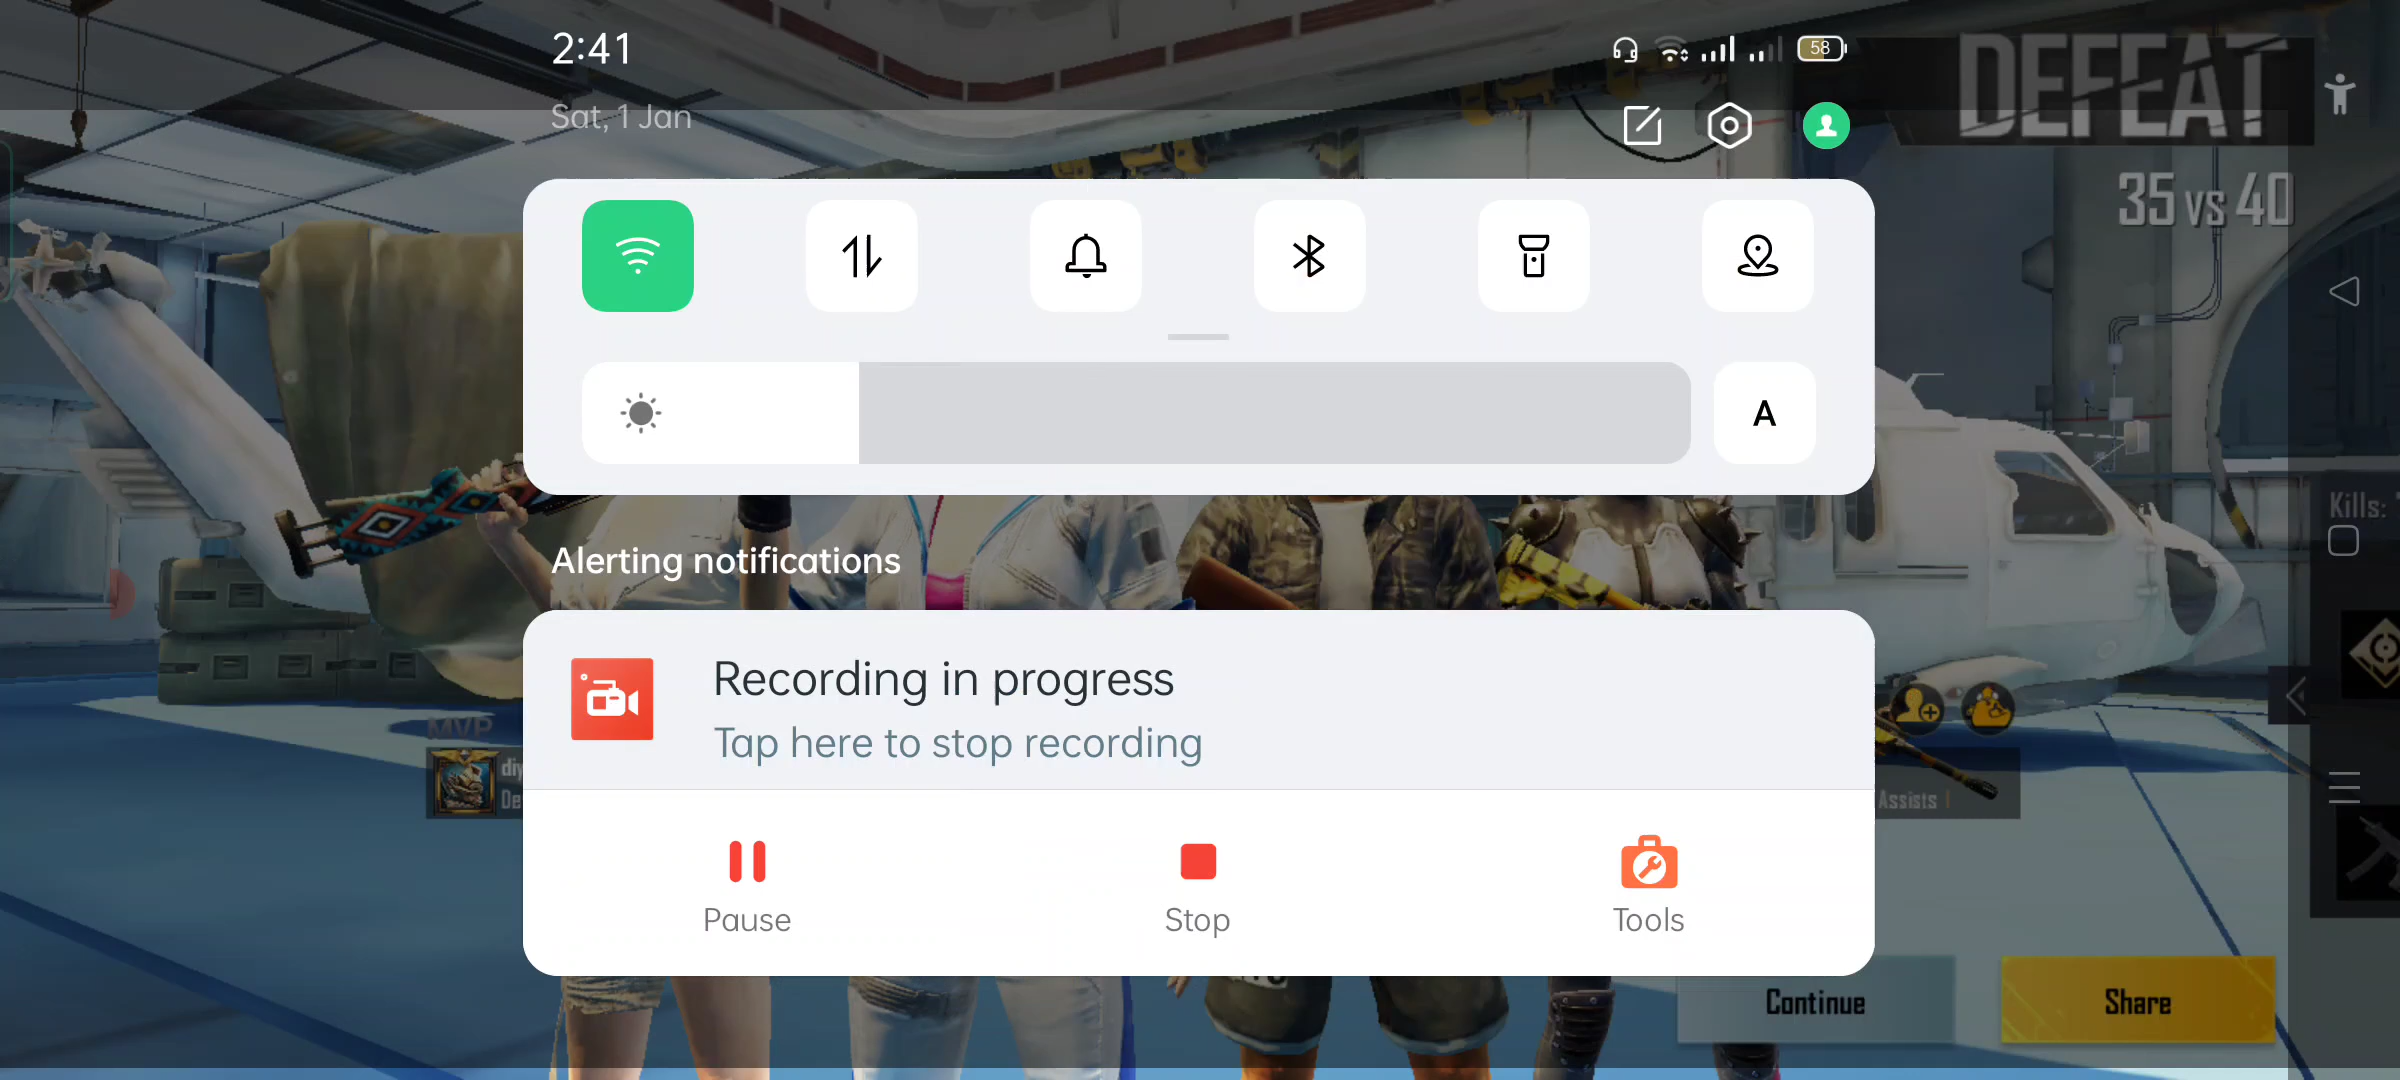 2:41
58
DEFEAT
Sat, 1 Jan
35 VS 40
A
Kills:
Alerting notifications
Recording in progress
Tap here to stop recording
MVP
Assists
Pause
Stop
Tools
Continue
Share